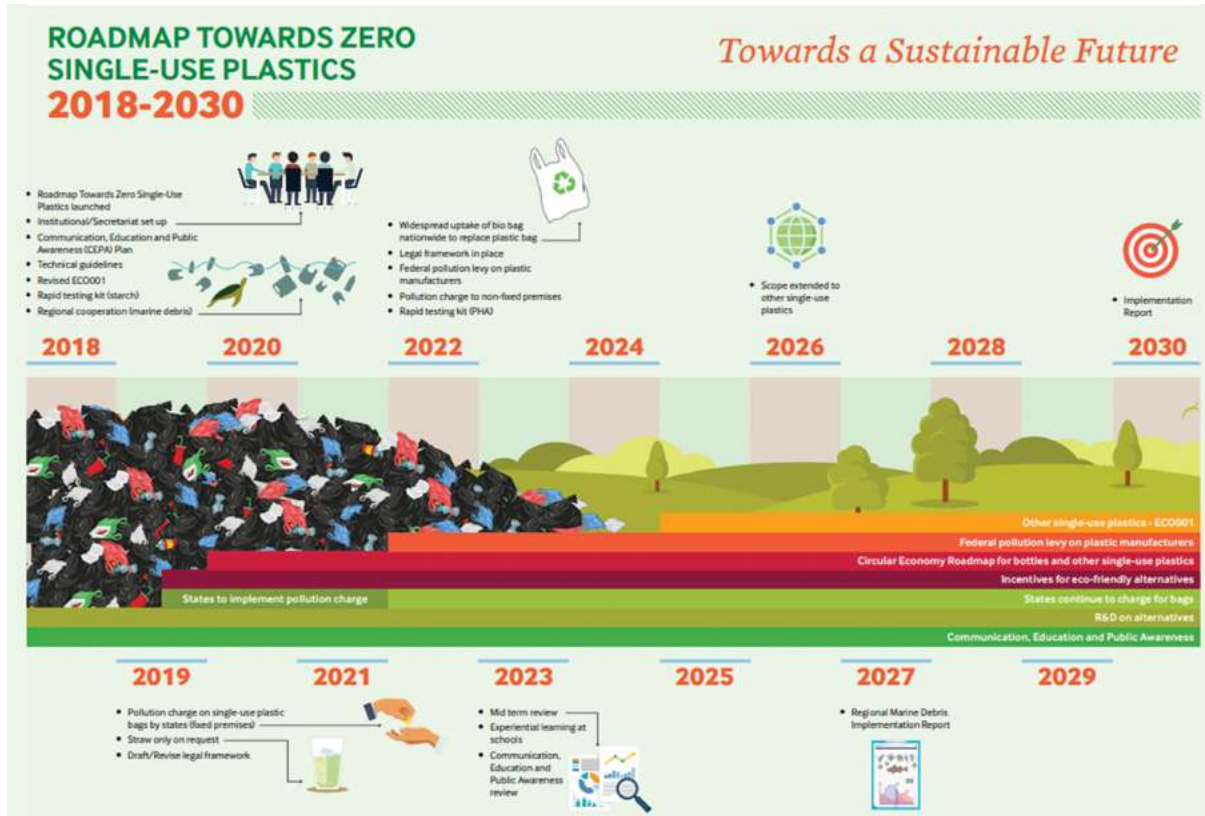 ROADMAP TOWARDS ZERO
SINGLE-USE PLASTICS
2018-2030
Towards a Sustainable Future
• Roadmap Towards Zero Single-Use
Plastics launched
• Institutional/Secretariat set up
• Communication, Education and Public
Awareness (CEPA) Plan
• Technical guidelines
• Revised ECO001
• Rapid testing kit (starch)
• Regional cooperation (marine debris)
• Widespread uptake of bio bag
nationwide to replace plastic bag
• Legal framework in place
• Federal pollution levy on plastic
manufacturers
• Pollution charge to non-fixed premises
• Rapid testing kit (PHA)
• Scope extended to
other single-use
plastics
• Implementation
Report
2018 2020 2022 2024 2026 2028 2030
Other single-use plastics - ECO001
Federal pollution levy on plastic manufacturers
Circular Economy Roadmap for bottles and other single-use plastics
Incentives for eco-friendly alternatives
States to implement pollution charge States continue to charge for bags
R&D on alternatives
Communication, Education and Public Awareness
2019 2021 2023 2025 2027 2029
• Pollution charge on single-use plastic
bags by states (fixed premises)
• Straw only on request
• Draft/Revise legal framework
• Mid term review
• Experiential learning at
schools
• Communication,
Education and
Public Awareness
review
• Regional Marine Debris
Implementation Report